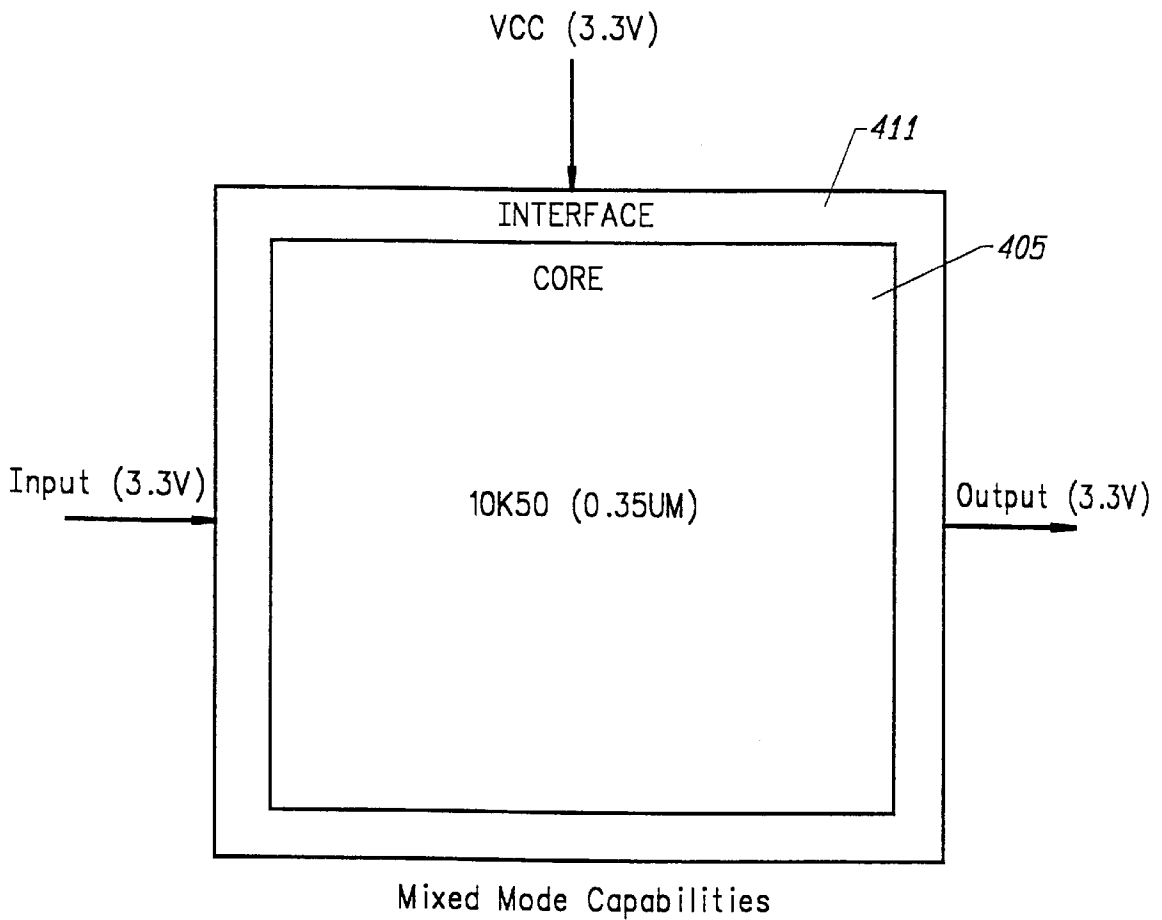 VCC (3.3V)
411
INTERFACE
405
CORE
Input (3.3V)
10K50 (0.35UM)
Output (3.3V)
Mixed Mode Capabilities